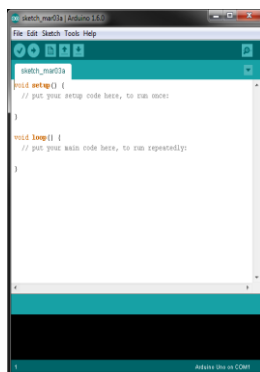 sketch_mar03a | Arduino 1.6.0
File Edit Sketch Tools Help
sketch_mar03a
void setup() {
// put your setup code here, to run once:
}
void loop() {
// put your main code here, to run repeatedly:
}
1
Arduino Uno on COM1